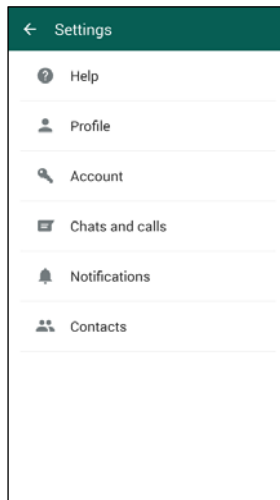 Settings
Help
Profile
Account
Chats and calls
Notifications
Contacts